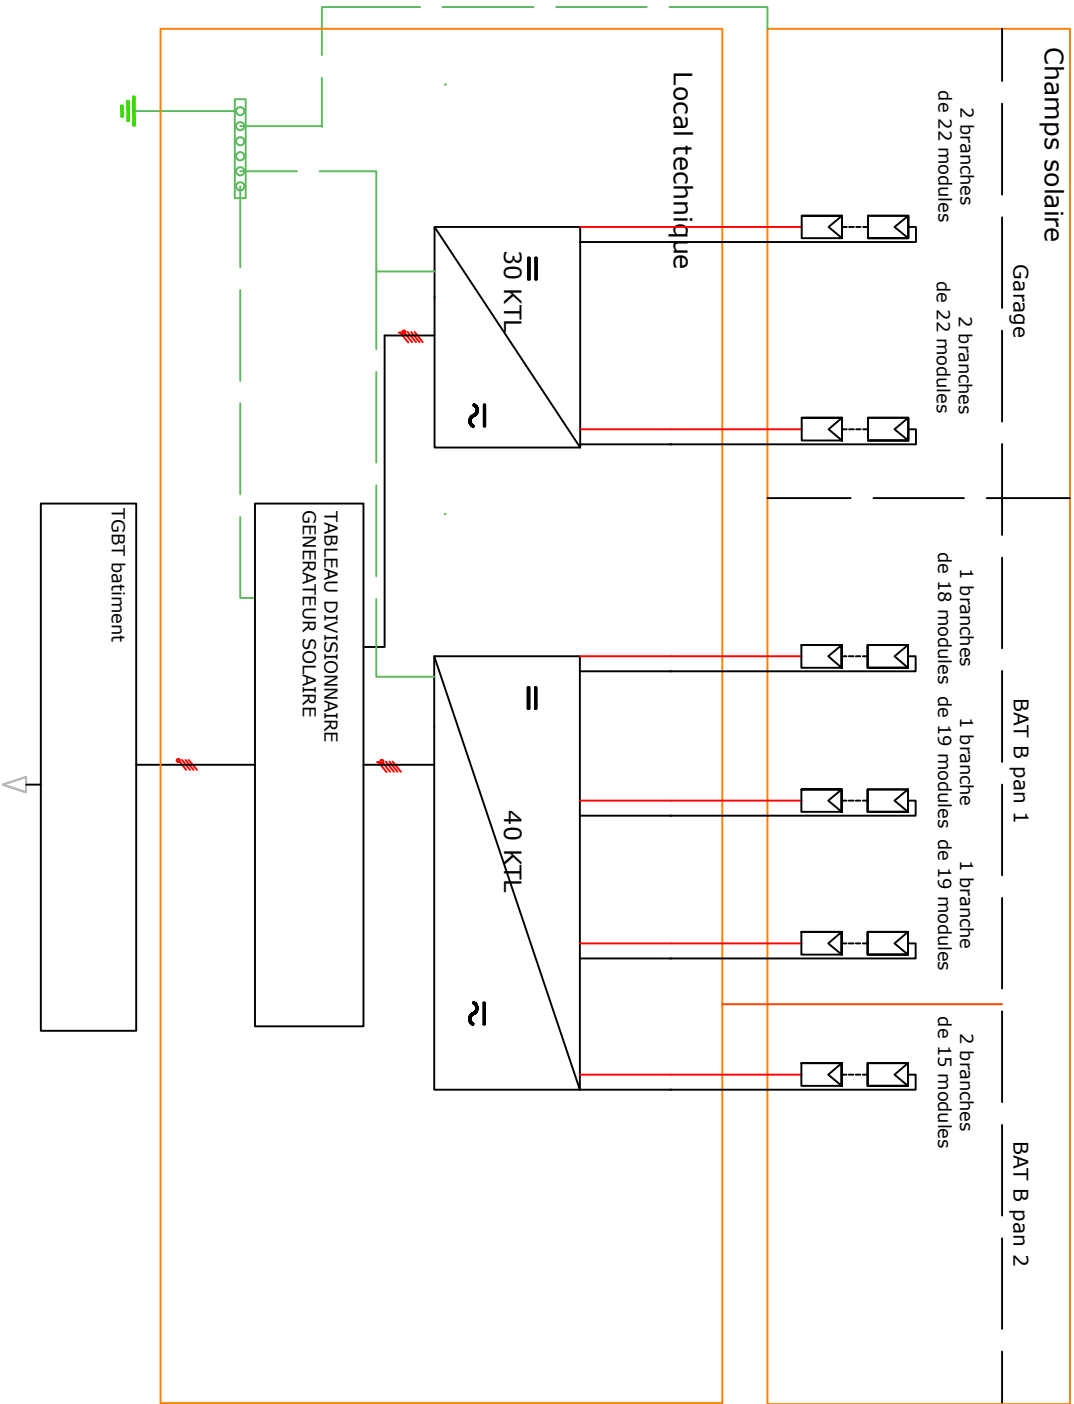 Champs solaire
Garage
BAT B pan 1
BAT B pan 2
2 branches
de 22 modules
2 branches
de 22 modules
1 branches
de 18 modules
1 branche
de 19 modules
1 branche
de 19 modules
2 branches
de 15 modules
Local technique
30 KTL
40 KTL
TABLEAU DIVISIONNAIRE
GENERATEUR SOLAIRE
TGBT batiment